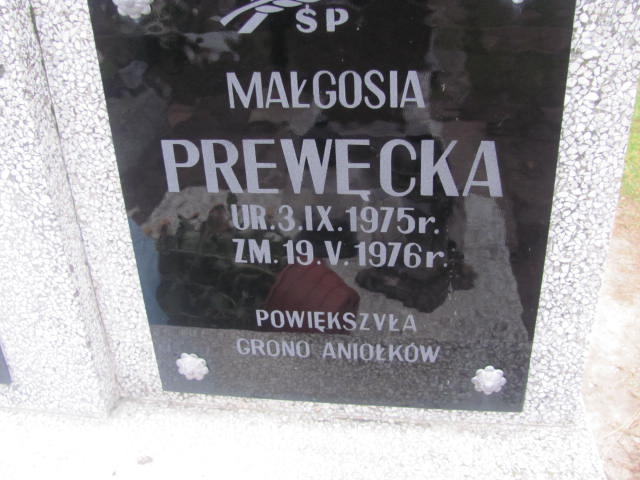 ŚP
MAŁGOSIA
PREWĘCKA
UR.3.IX.1975r.
ZM.19.V.1976r.
POWIĘKSZYŁA
GRONO ANIOŁKÓW